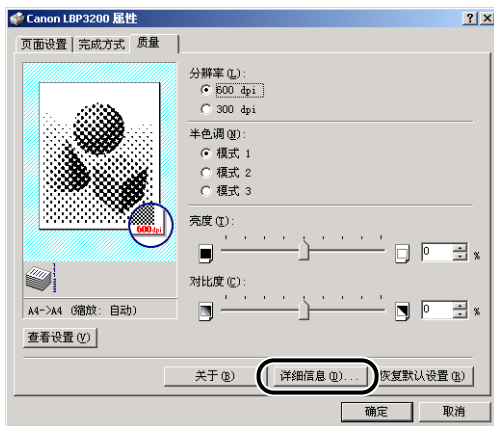 Canon LBP3200 属性
页面设置 完成方式 质量
分辨率(L):
600 dpi
300 dpi
半色调(N):
模式 1
模式 2
模式 3
600dpi
亮度(T):
0 %
对比度(C):
0 %
A4->A4 (缩放: 自动)
查看设置(V)
关于(B) 详细信息(D)... 恢复默认设置(R)
确定 取消